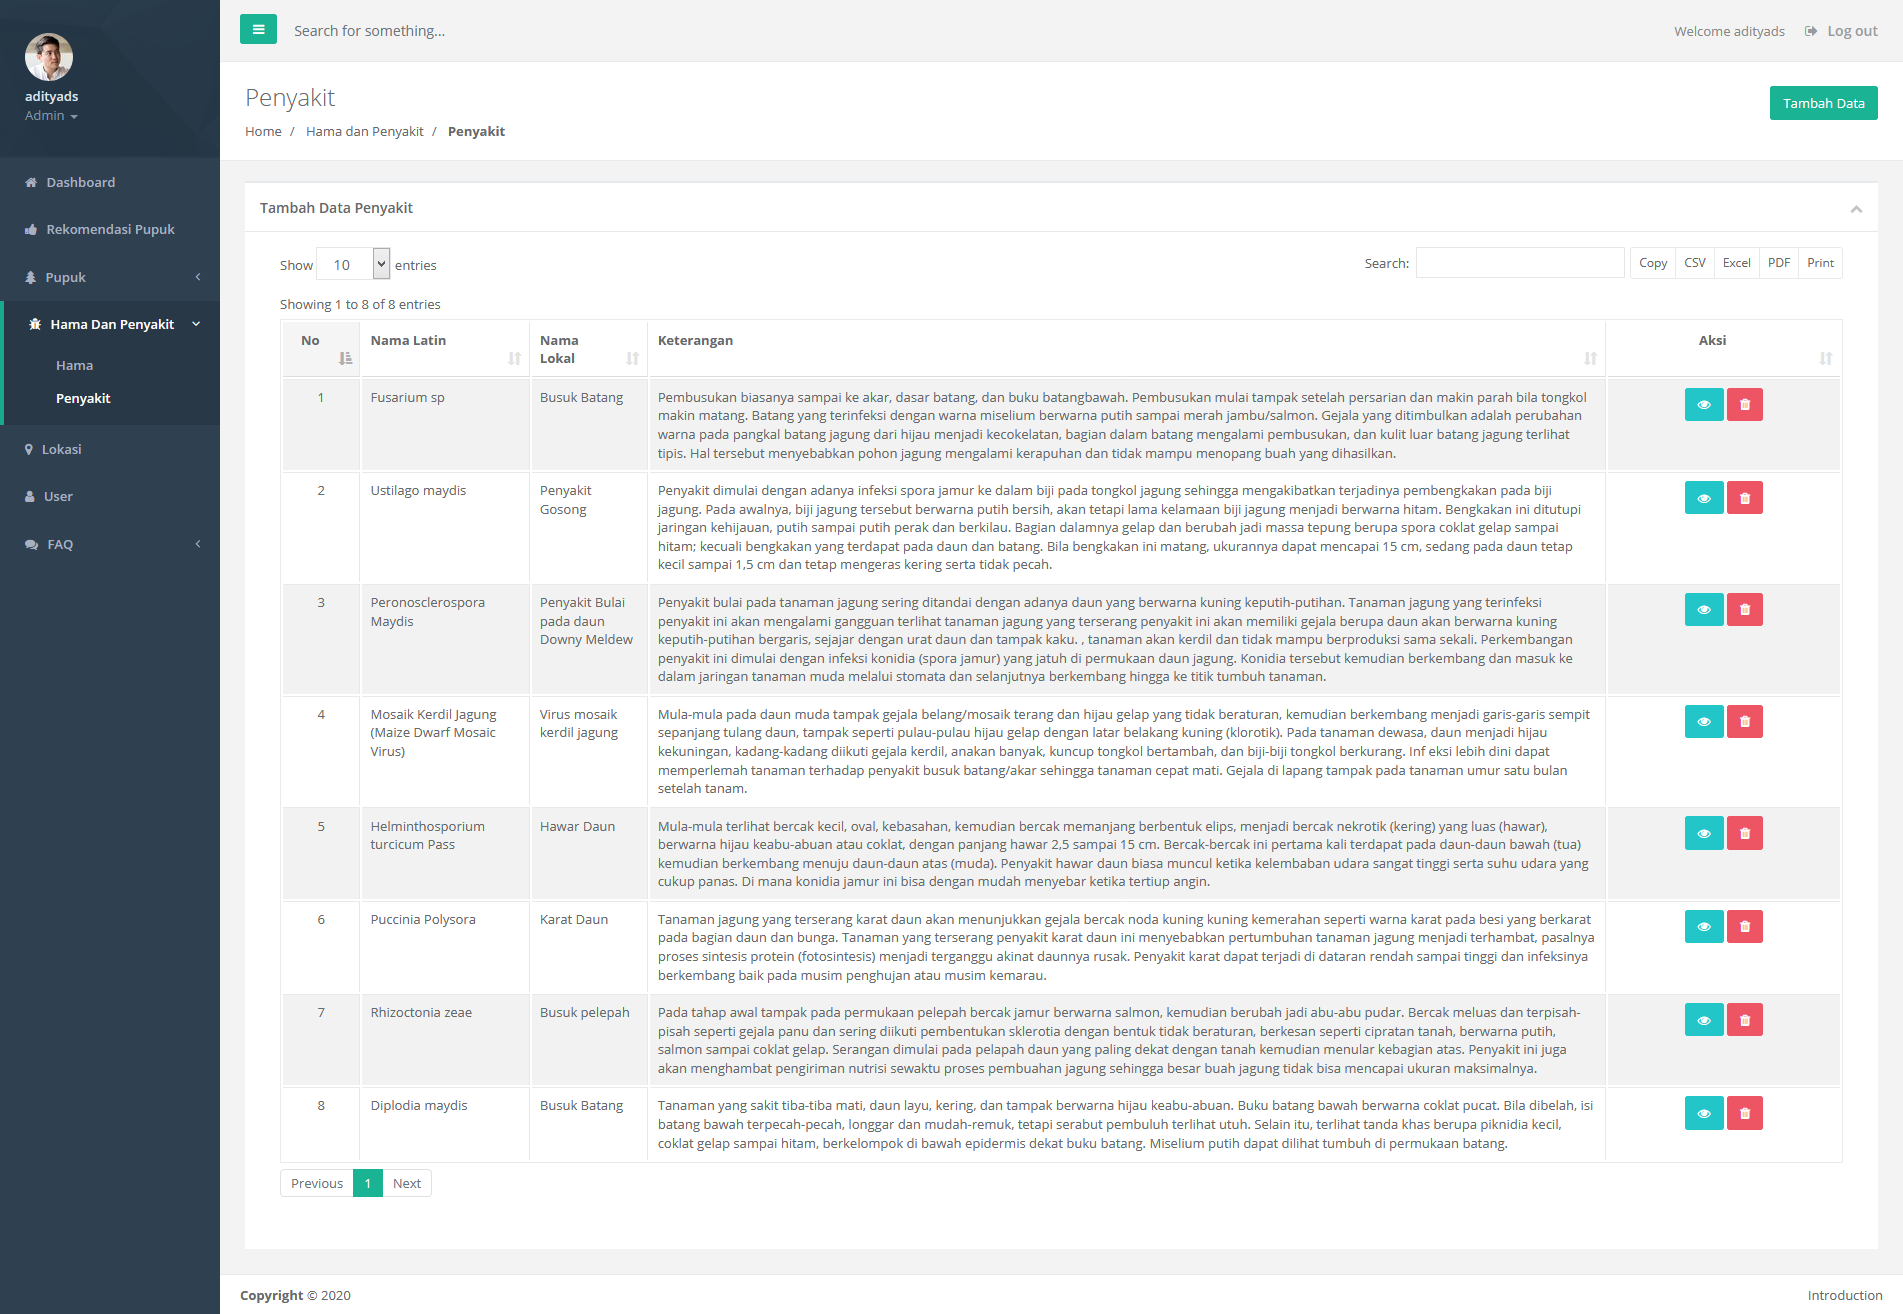 adityads
Admin
Dashboard
Rekomendasi Pupuk
Pupuk
Hama Dan Penyakit
Hama
Penyakit
Lokasi
User
FAQ
Search for something...
Welcome adityads
Log out
Penyakit
Home / Hama dan Penyakit / Penyakit
Tambah Data
Tambah Data Penyakit
Show 10 entries
Search:
Copy CSV Excel PDF Print
Showing 1 to 8 of 8 entries
No
Nama Latin
Nama
Lokal
Keterangan
Aksi
1
Fusarium sp
Busuk Batang
Pembusukan biasanya sampai ke akar, dasar batang, dan buku batangbawah. Pembusukan mulai tampak setelah persarian dan makin parah bila tongkol
makin matang. Batang yang terinfeksi dengan warna miselium berwarna putih sampai merah jambu/salmon. Gejala yang ditimbulkan adalah perubahan
warna pada pangkal batang jagung dari hijau menjadi kecokelatan, bagian dalam batang mengalami pembusukan, dan kulit luar batang jagung terlihat
tipis. Hal tersebut menyebabkan pohon jagung mengalami kerapuhan dan tidak mampu menopang buah yang dihasilkan.
2
Ustilago maydis
Penyakit
Gosong
Penyakit dimulai dengan adanya infeksi spora jamur ke dalam biji pada tongkol jagung sehingga mengakibatkan terjadinya pembengkakan pada biji
jagung. Pada awalnya, biji jagung tersebut berwarna putih bersih, akan tetapi lama kelamaan biji jagung menjadi berwarna hitam. Bengkakan ini ditutupi
jaringan kehijauan, putih sampai putih perak dan berkilau. Bagian dalamnya gelap dan berubah jadi massa tepung berupa spora coklat gelap sampai
hitam; kecuali bengkakan yang terdapat pada daun dan batang. Bila bengkakan ini matang, ukurannya dapat mencapai 15 cm, sedang pada daun tetap
kecil sampai 1,5 cm dan tetap mengeras kering serta tidak pecah.
3
Peronosclerospora
Maydis
Penyakit Bulai
pada daun
Downy Meldew
Penyakit bulai pada tanaman jagung sering ditandai dengan adanya daun yang berwarna kuning keputih-putihan. Tanaman jagung yang terinfeksi
penyakit ini akan mengalami gangguan terlihat tanaman jagung yang terserang penyakit ini akan memiliki gejala berupa daun akan berwarna kuning
keputih-putihan bergaris, sejajar dengan urat daun dan tampak kaku. , tanaman akan kerdil dan tidak mampu berproduksi sama sekali. Perkembangan
penyakit ini dimulai dengan infeksi konidia (spora jamur) yang jatuh di permukaan daun jagung. Konidia tersebut kemudian berkembang dan masuk ke
dalam jaringan tanaman muda melalui stomata dan selanjutnya berkembang hingga ke titik tumbuh tanaman.
4
Mosaik Kerdil Jagung
(Maize Dwarf Mosaic
Virus)
Virus mosaik
kerdil jagung
Mula-mula pada daun muda tampak gejala belang/mosaik terang dan hijau gelap yang tidak beraturan, kemudian berkembang menjadi garis-garis sempit
sepanjang tulang daun, tampak seperti pulau-pulau hijau gelap dengan latar belakang kuning (klorotik). Pada tanaman dewasa, daun menjadi hijau
kekuningan, kadang-kadang diikuti gejala kerdil, anakan banyak, kuncup tongkol bertambah, dan biji-biji tongkol berkurang. Inf eksi lebih dini dapat
memperlemah tanaman terhadap penyakit busuk batang/akar sehingga tanaman cepat mati. Gejala di lapang tampak pada tanaman umur satu bulan
setelah tanam.
5
Helminthosporium
turcicum Pass
Hawar Daun
Mula-mula terlihat bercak kecil, oval, kebasahan, kemudian bercak memanjang berbentuk elips, menjadi bercak nekrotik (kering) yang luas (hawar),
berwarna hijau keabu-abuan atau coklat, dengan panjang hawar 2,5 sampai 15 cm. Bercak-bercak ini pertama kali terdapat pada daun-daun bawah (tua)
kemudian berkembang menuju daun-daun atas (muda). Penyakit hawar daun biasa muncul ketika kelembaban udara sangat tinggi serta suhu udara yang
cukup panas. Di mana konidia jamur ini bisa dengan mudah menyebar ketika tertiup angin.
6
Puccinia Polysora
Karat Daun
Tanaman jagung yang terserang karat daun akan menunjukkan gejala bercak noda kuning kuning kemerahan seperti warna karat pada besi yang berkarat
pada bagian daun dan bunga. Tanaman yang terserang penyakit karat daun ini menyebabkan pertumbuhan tanaman jagung menjadi terhambat, pasalnya
proses sintesis protein (fotosintesis) menjadi terganggu akinat daunnya rusak. Penyakit karat dapat terjadi di dataran rendah sampai tinggi dan infeksinya
berkembang baik pada musim penghujan atau musim kemarau.
7
Rhizoctonia zeae
Busuk pelepah
Pada tahap awal tampak pada permukaan pelepah bercak jamur berwarna salmon, kemudian berubah jadi abu-abu pudar. Bercak meluas dan terpisah-
pisah seperti gejala panu dan sering diikuti pembentukan sklerotia dengan bentuk tidak beraturan, berkesan seperti cipratan tanah, berwarna putih,
salmon sampai coklat gelap. Serangan dimulai pada pelapah daun yang paling dekat dengan tanah kemudian menular kebagian atas. Penyakit ini juga
akan menghambat pengiriman nutrisi sewaktu proses pembuahan jagung sehingga besar buah jagung tidak bisa mencapai ukuran maksimalnya.
8
Diplodia maydis
Busuk Batang
Tanaman yang sakit tiba-tiba mati, daun layu, kering, dan tampak berwarna hijau keabu-abuan. Buku batang bawah berwarna coklat pucat. Bila dibelah, isi
batang bawah terpecah-pecah, longgar dan mudah-remuk, tetapi serabut pembuluh terlihat utuh. Selain itu, terlihat tanda khas berupa piknidia kecil,
coklat gelap sampai hitam, berkelompok di bawah epidermis dekat buku batang. Miselium putih dapat dilihat tumbuh di permukaan batang.
Previous 1 Next
Copyright © 2020
Introduction